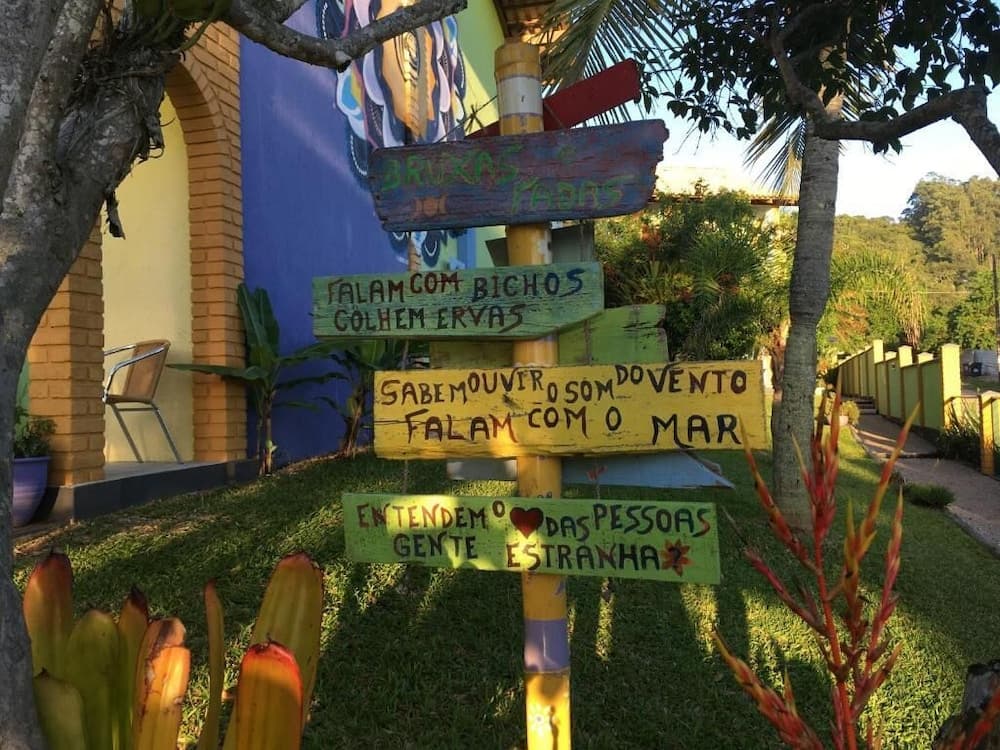 BRUXAS E FADAS
FALAM COM BICHOS
COLHEM ERVAS
SABEM OUVIR O SOM DO VENTO
FALAM COM O MAR
ENTENDEM O ❤ DAS PESSOAS
GENTE ESTRANHA?